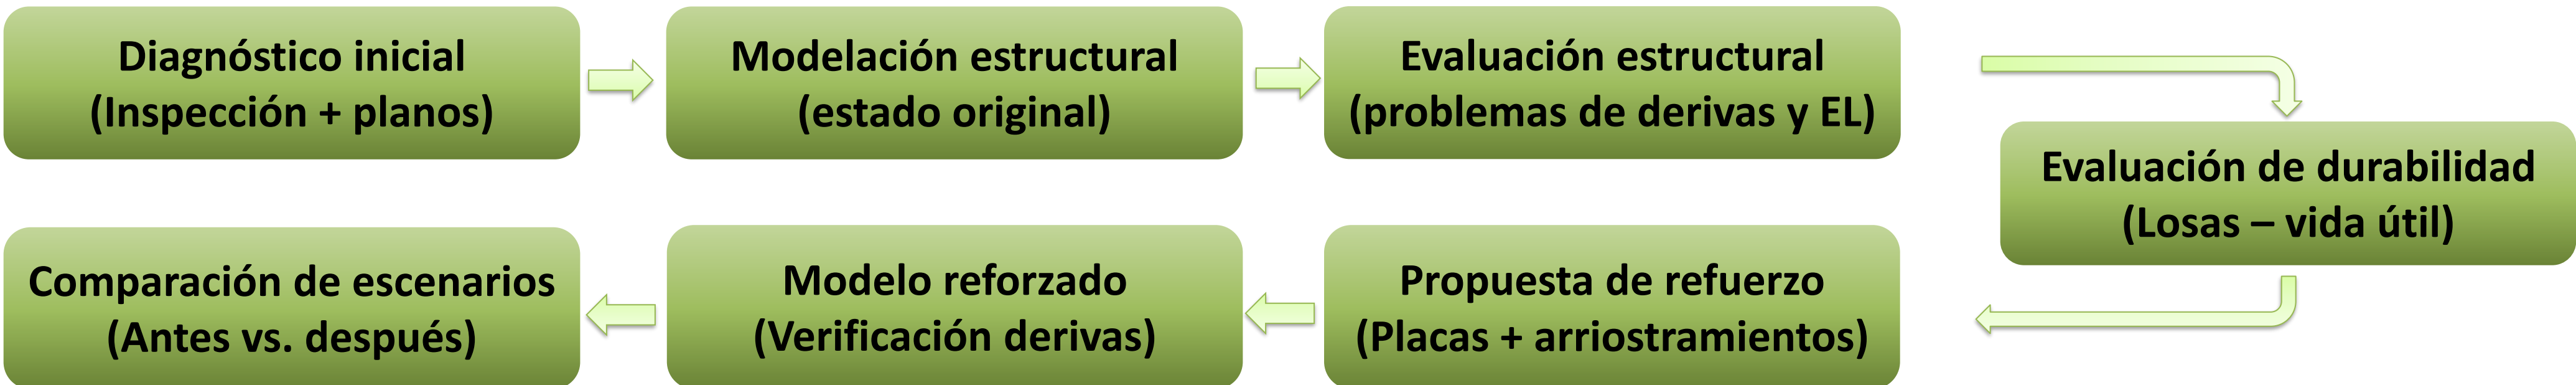 Diagnóstico inicial
(Inspección + planos)
Modelación estructural
(estado original)
Evaluación estructural
(problemas de derivas y EL)
Evaluación de durabilidad
(Losas – vida útil)
Propuesta de refuerzo
(Placas + arriostramientos)
Modelo reforzado
(Verificación derivas)
Comparación de escenarios
(Antes vs. después)